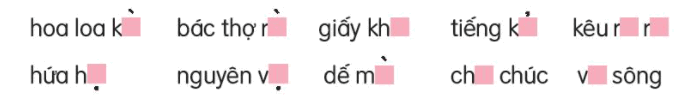 hoa loa k□̀ bác thợ r□̀ giấy kh□ tiếng k□̉ kêu r□ r□
hứa h□̣ nguyên v□̣ dế m□̀ ch□ chúc v□ sông